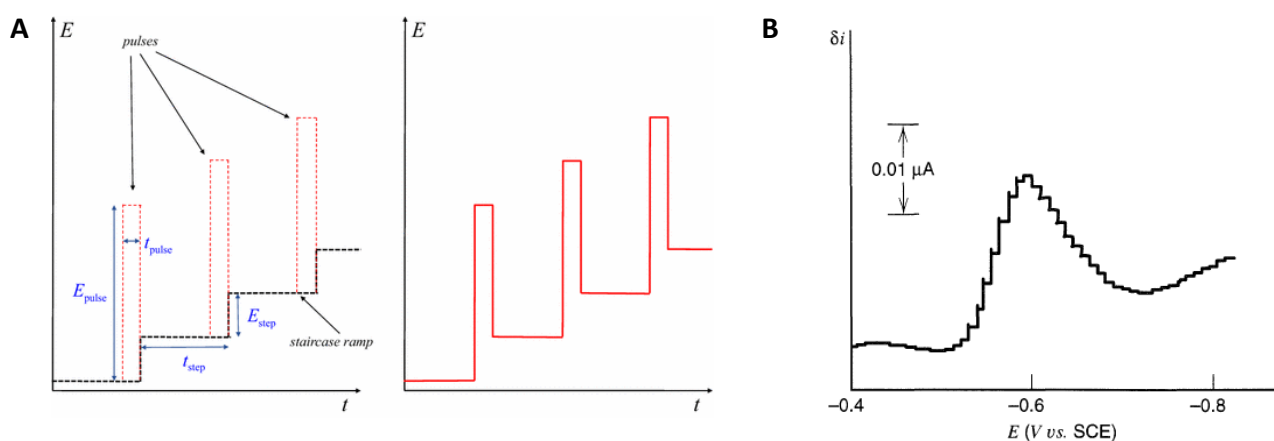 A
E
pulses
t_pulse
E_pulse
E_step
t_step
staircase ramp
t
E
t
B
δi
0.01 μA
–0.4
–0.6
–0.8
E (V vs. SCE)